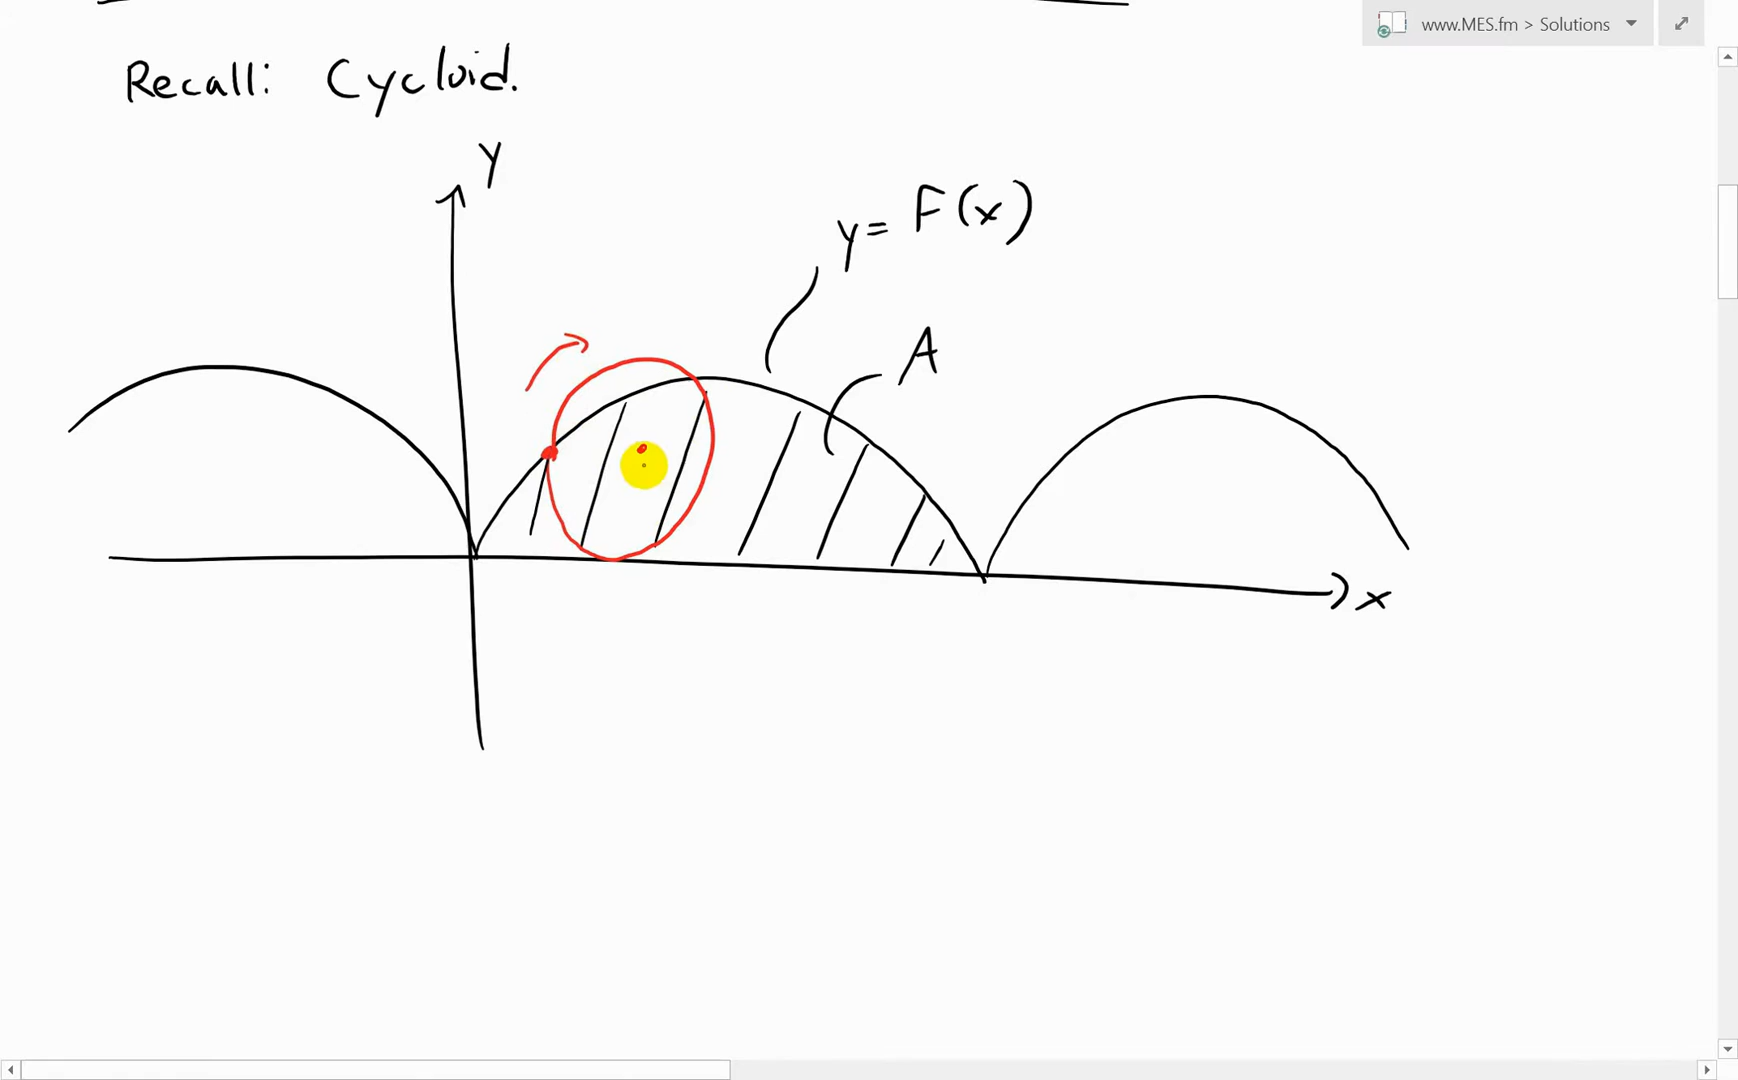 www.MES.fm > Solutions
Recall: Cycloid.
y
y = F(x)
A
x